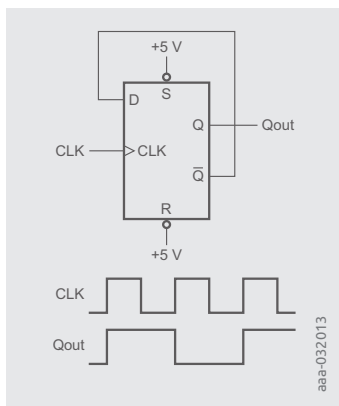 +5 V
D
S
Q
Qout
CLK
CLK
Q̅
R
+5 V
CLK
Qout
aaa-032013